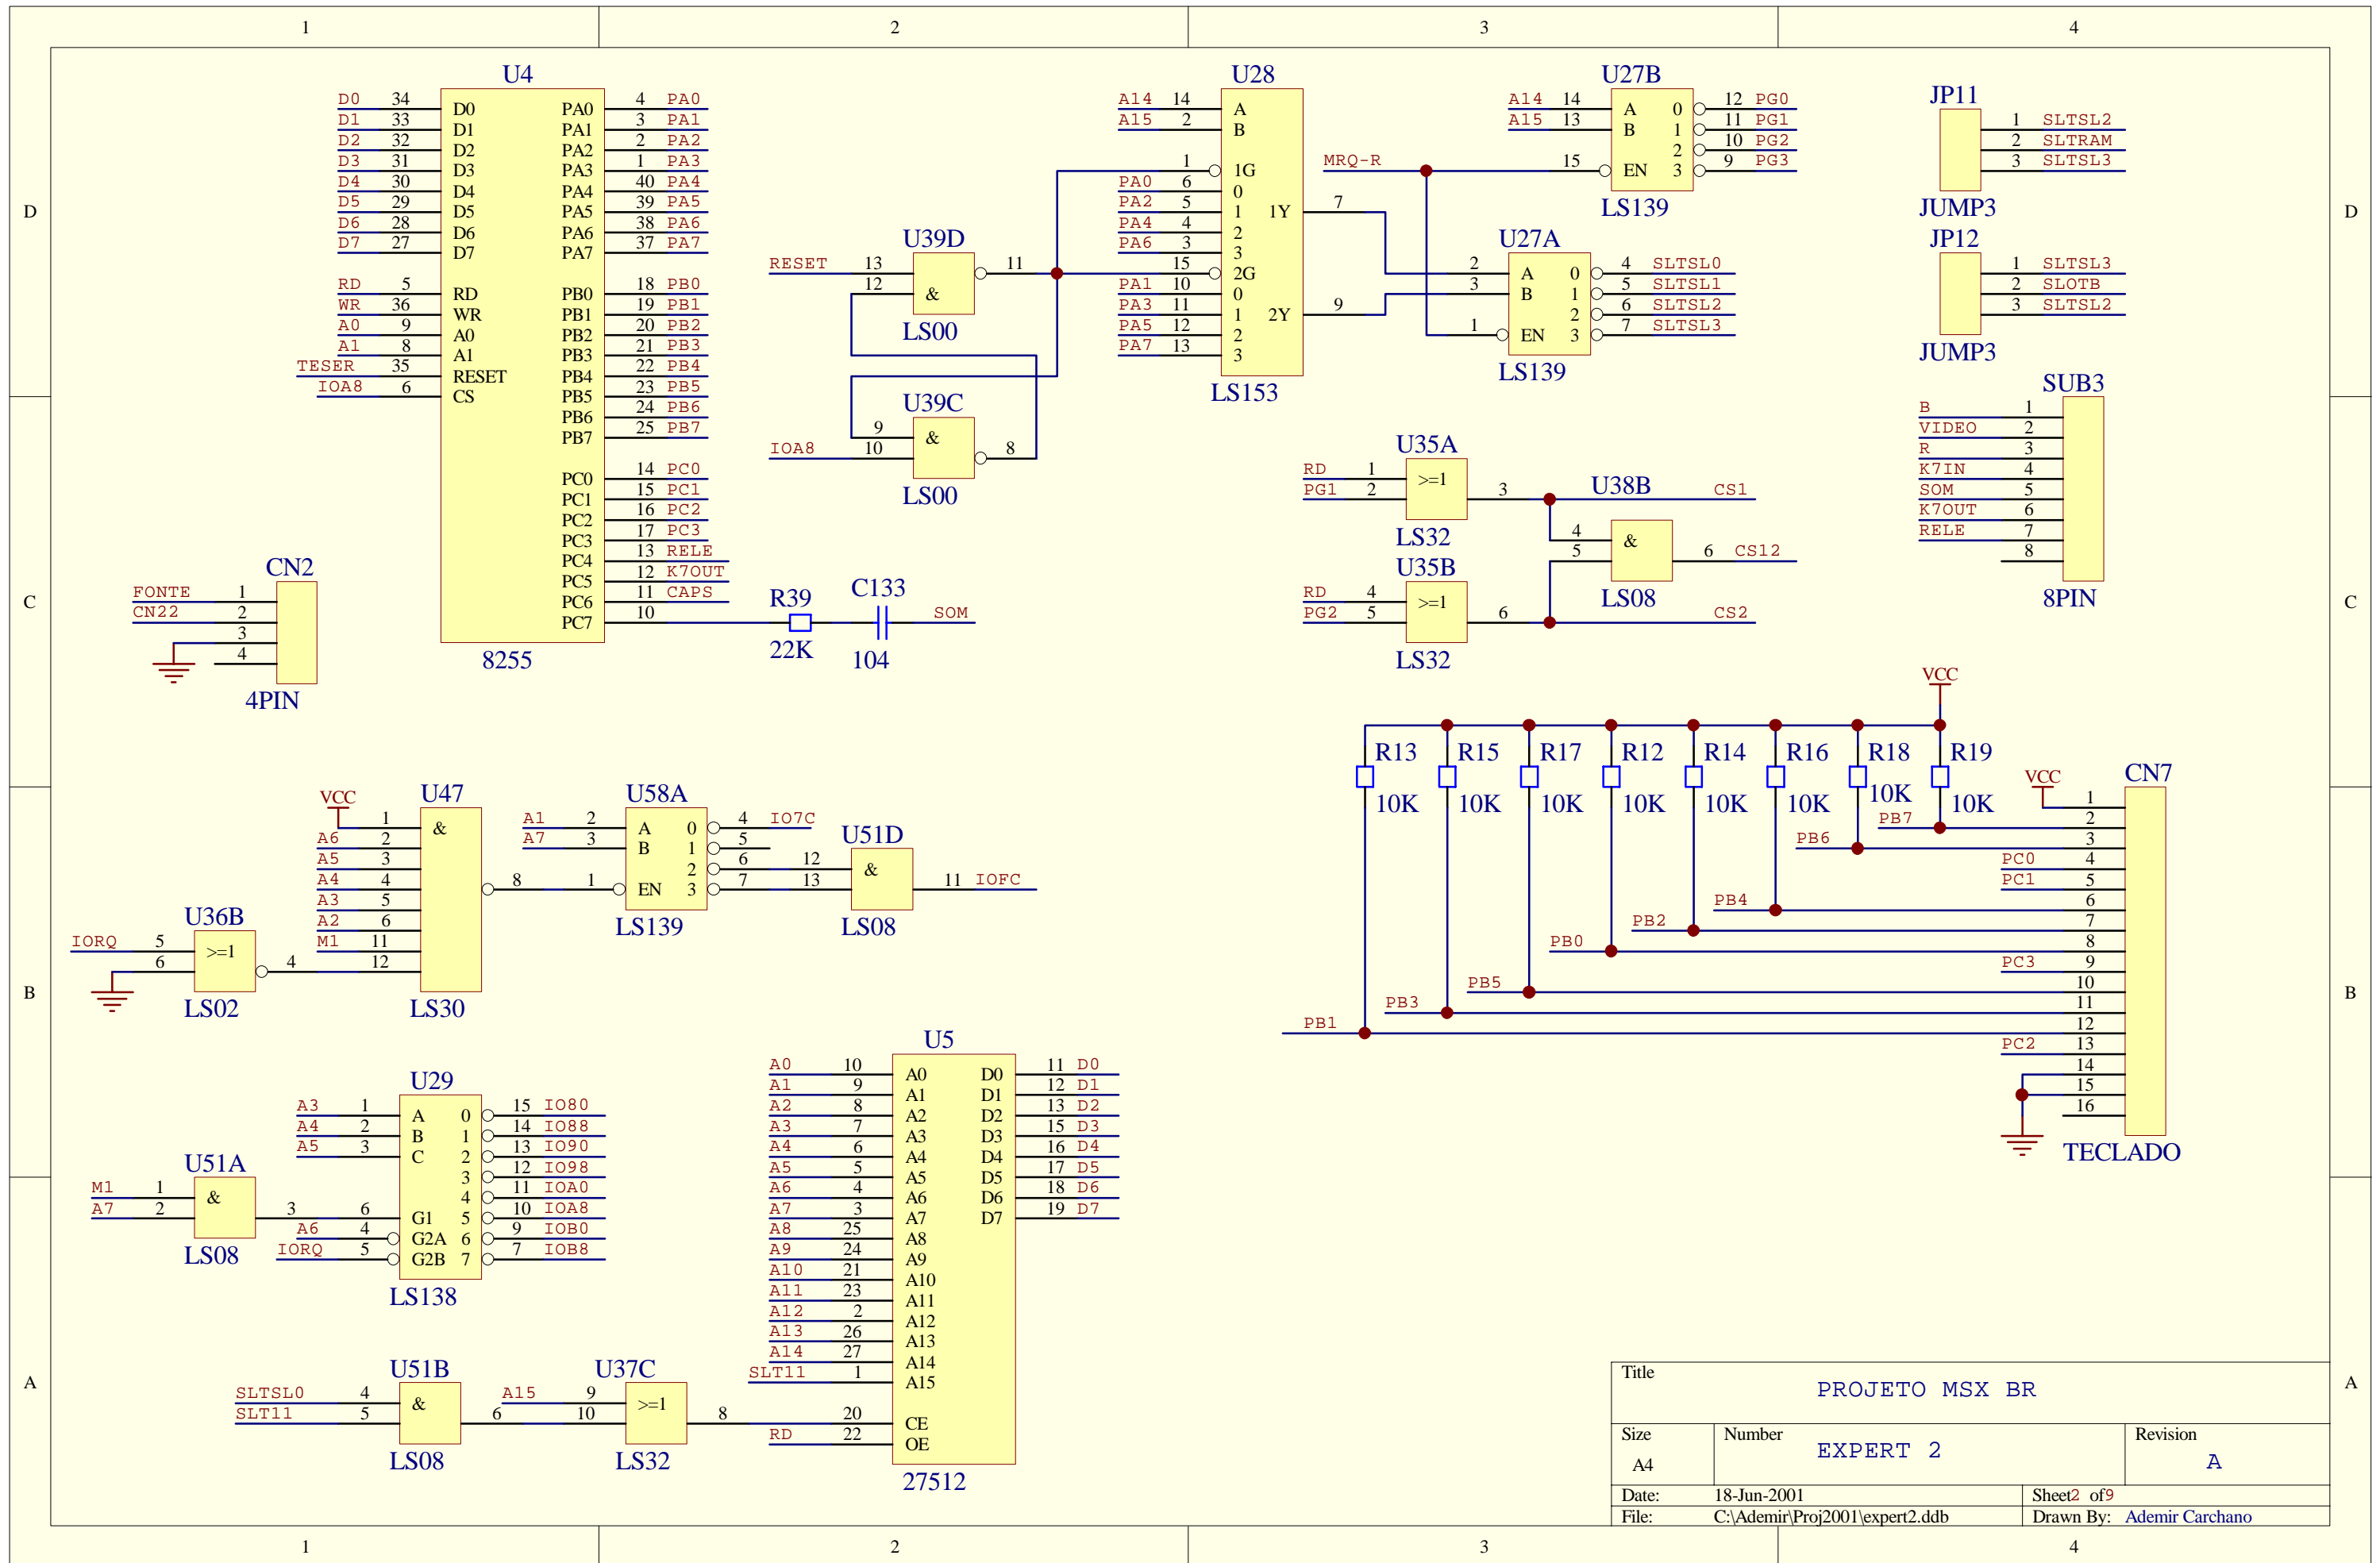 1 2 3 4
D D
C C
B B
A A
1 2 3 4
U4
D0 34 D0 PA0 4 PA0
D1 33 D1 PA1 3 PA1
D2 32 D2 PA2 2 PA2
D3 31 D3 PA3 1 PA3
D4 30 D4 PA4 40 PA4
D5 29 D5 PA5 39 PA5
D6 28 D6 PA6 38 PA6
D7 27 D7 PA7 37 PA7
RD 5 RD PB0 18 PB0
WR 36 WR PB1 19 PB1
A0 9 A0 PB2 20 PB2
A1 8 A1 PB3 21 PB3
TESER 35 RESET PB4 22 PB4
IOA8 6 CS PB5 23 PB5
PB6 24 PB6
PB7 25 PB7
PC0 14 PC0
PC1 15 PC1
PC2 16 PC2
PC3 17 PC3
PC4 13 RELE
PC5 12 K7OUT
PC6 11 CAPS
PC7 10
8255
R39
22K
C133
104
SOM
CN2
FONTE 1
CN22 2
3
4
4PIN
U39D
RESET 13 11
12 &
LS00
U39C
9 &
IOA8 10 8
LS00
U28
A14 14 A
A15 2 B
1 1G
PA0 6 0
PA2 5 1 1Y 7
PA4 4 2
PA6 3 3
15 2G
PA1 10 0
PA3 11 1 2Y 9
PA5 12 2
PA7 13 3
LS153
U27B
A14 14 A 0 12 PG0
A15 13 B 1 11 PG1
2 10 PG2
MRQ-R 15 EN 3 9 PG3
LS139
U27A
2 A 0 4 SLTSL0
3 B 1 5 SLTSL1
2 6 SLTSL2
1 EN 3 7 SLTSL3
LS139
JP11
1 SLTSL2
2 SLTRAM
3 SLTSL3
JUMP3
JP12
1 SLTSL3
2 SLOTB
3 SLTSL2
JUMP3
SUB3
B 1
VIDEO 2
R 3
K7IN 4
SOM 5
K7OUT 6
RELE 7
8
8PIN
U35A
RD 1 >=1
PG1 2 3 CS1
LS32
U38B
4 &
5 6 CS12
LS08
U35B
RD 4 >=1
PG2 5 6 CS2
LS32
VCC
R13 R15 R17 R12 R14 R16 R18 R19
10K 10K 10K 10K 10K 10K 10K 10K
CN7
VCC 1
PB7 2
PB6 3
PC0 4
PC1 5
PB4 6
PB2 7
PB0 8
PC3 9
PB5 10
PB3 11
PB1 12
PC2 13
14
15
16
TECLADO
VCC
U47
1 &
A6 2
A5 3
A4 4 8
A3 5
A2 6
M1 11
12
LS30
U36B
IORQ 5 >=1
6 4
LS02
U58A
A1 2 A 0 4 IO7C
A7 3 B 1 5
2 6
1 EN 3 7
LS139
U51D
12 &
13 11 IOFC
LS08
U29
A3 1 A 0 15 IO80
A4 2 B 1 14 IO88
A5 3 C 2 13 IO90
3 12 IO98
4 11 IOA0
6 G1 5 10 IOA8
A6 4 G2A 6 9 IOB0
IORQ 5 G2B 7 7 IOB8
LS138
U51A
M1 1 &
A7 2 3
LS08
U5
A0 10 A0 D0 11 D0
A1 9 A1 D1 12 D1
A2 8 A2 D2 13 D2
A3 7 A3 D3 15 D3
A4 6 A4 D4 16 D4
A5 5 A5 D5 17 D5
A6 4 A6 D6 18 D6
A7 3 A7 D7 19 D7
A8 25 A8
A9 24 A9
A10 21 A10
A11 23 A11
A12 2 A12
A13 26 A13
A14 27 A14
SLT11 1 A15
20 CE
RD 22 OE
27512
U51B
SLTSL0 4 &
SLT11 5 6
LS08
U37C
A15 9 >=1
10 8
LS32
Title
PROJETO MSX BR
Size Number Revision
A4 EXPERT 2 A
Date: 18-Jun-2001 Sheet2 of9
File: C:\Ademir\Proj2001\expert2.ddb Drawn By: Ademir Carchano